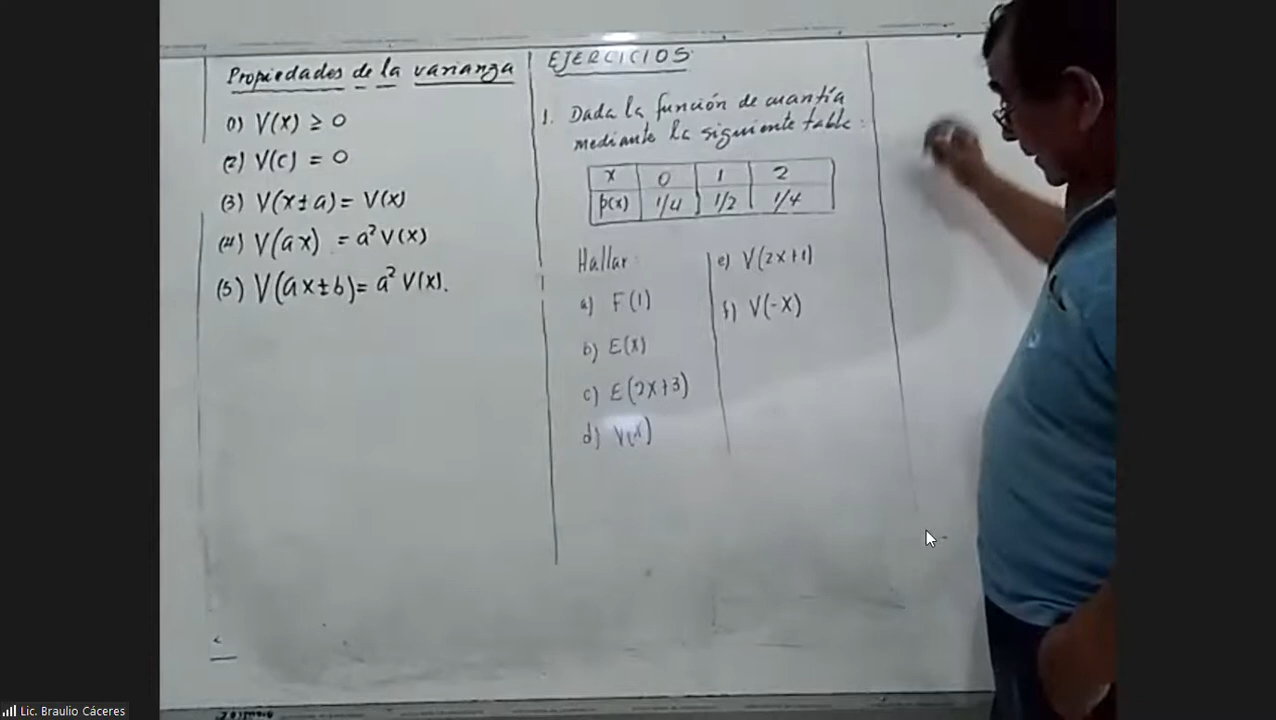 Propiedades de la varianza
(1) V(x) ≥ 0
(2) V(c) = 0
(3) V(x±a) = V(x)
(4) V(ax) = a² V(x)
(5) V(ax±b) = a² V(x).
EJERCICIOS
1. Dada la función de cuantía
mediante la siguiente tabla:
x 0 1 2
p(x) 1/4 1/2 1/4
Hallar:
a) F(1)
b) E(x)
c) E(2x+3)
d) V(x)
e) V(2x+1)
f) V(-x)
Lic. Braulio Cáceres